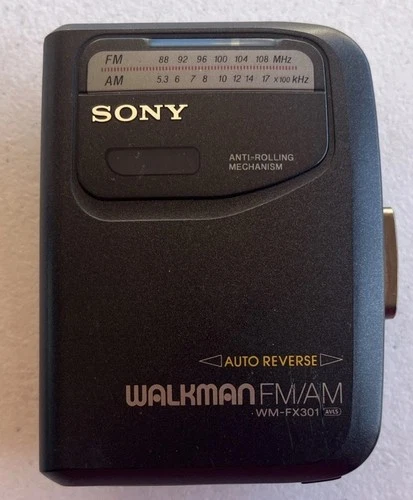 FM 88 92 96 100 104 108 MHz
AM 5.3 6 7 8 10 12 14 17 x100 kHz
SONY
ANTI-ROLLING
MECHANISM
AUTO REVERSE
WALKMAN FM/AM
WM-FX301 AVLS